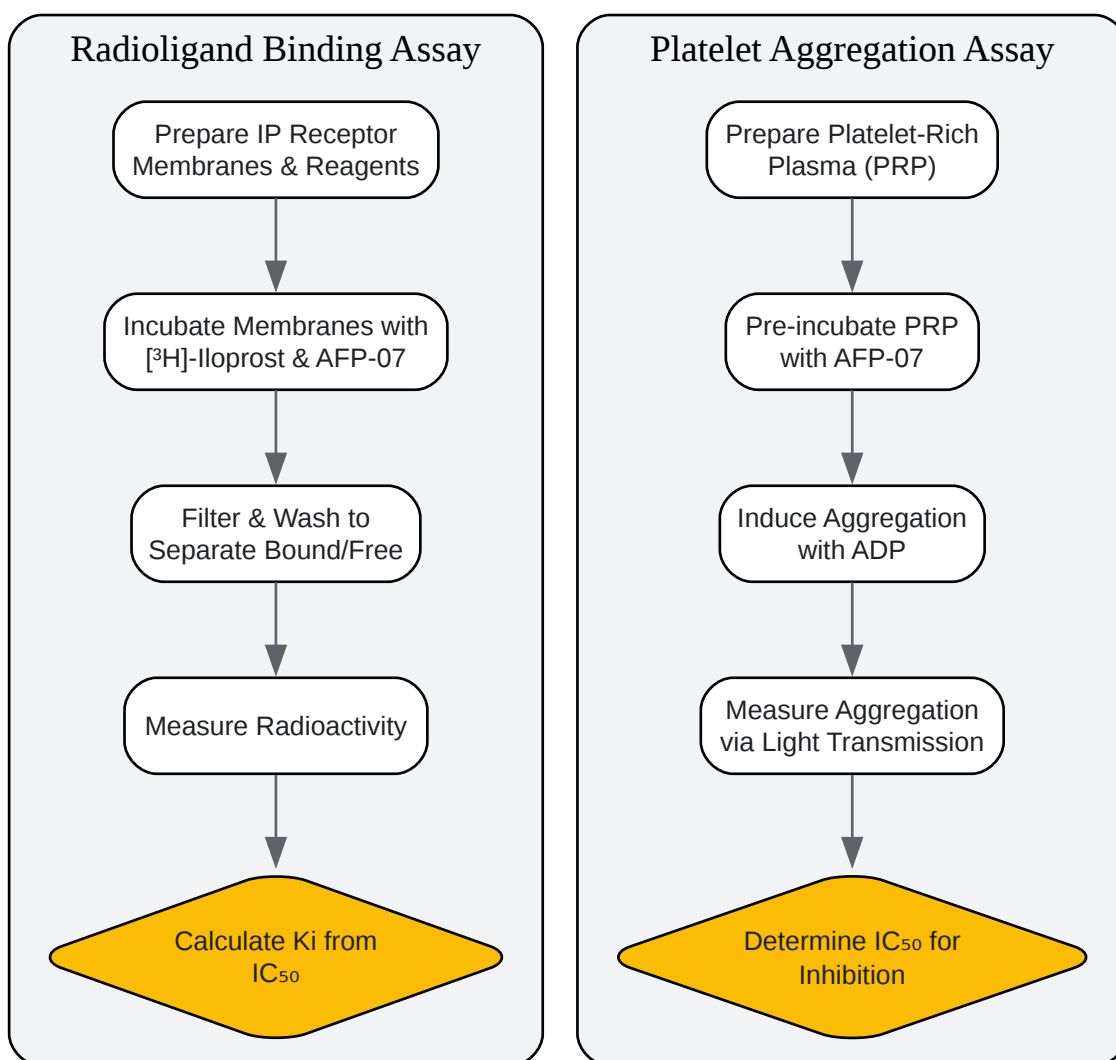 Radioligand Binding Assay
Prepare IP Receptor
Membranes & Reagents
Incubate Membranes with
[³H]-Iloprost & AFP-07
Filter & Wash to
Separate Bound/Free
Measure Radioactivity
Calculate Ki from
IC₅₀
Platelet Aggregation Assay
Prepare Platelet-Rich
Plasma (PRP)
Pre-incubate PRP
with AFP-07
Induce Aggregation
with ADP
Measure Aggregation
via Light Transmission
Determine IC₅₀ for
Inhibition